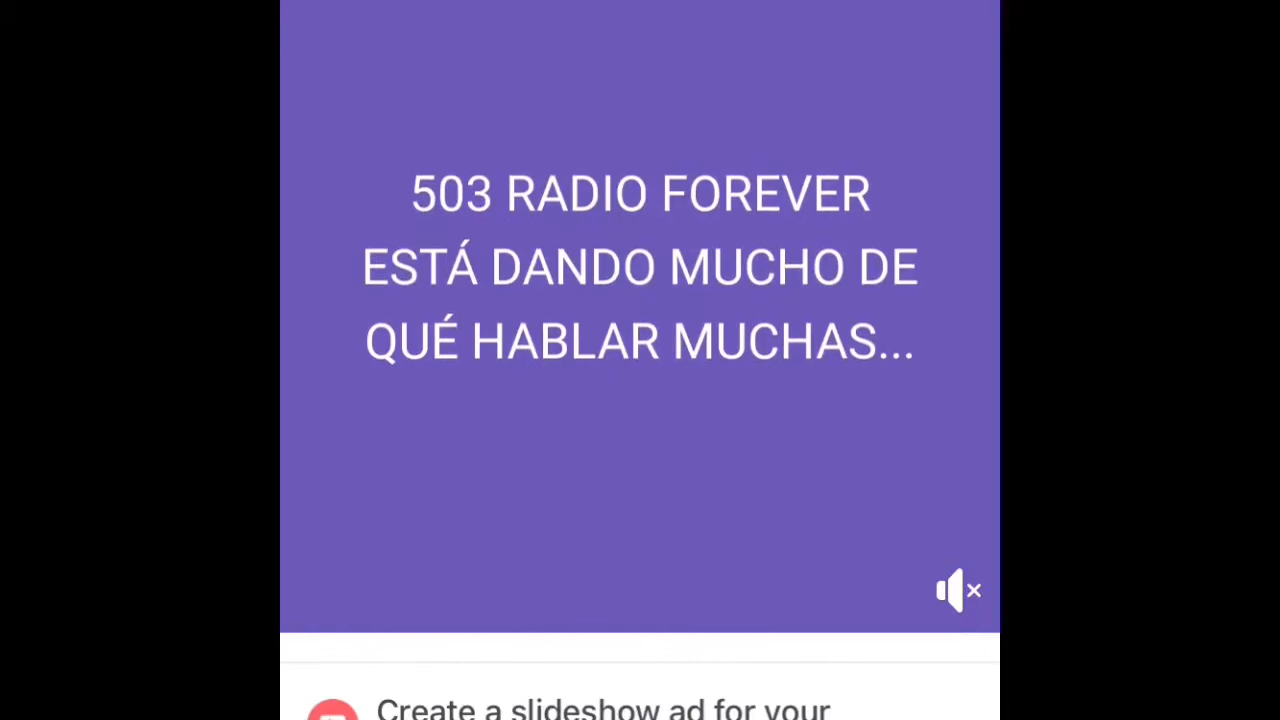 503 RADIO FOREVER
ESTÁ DANDO MUCHO DE
QUÉ HABLAR MUCHAS...
Create a slideshow ad for your